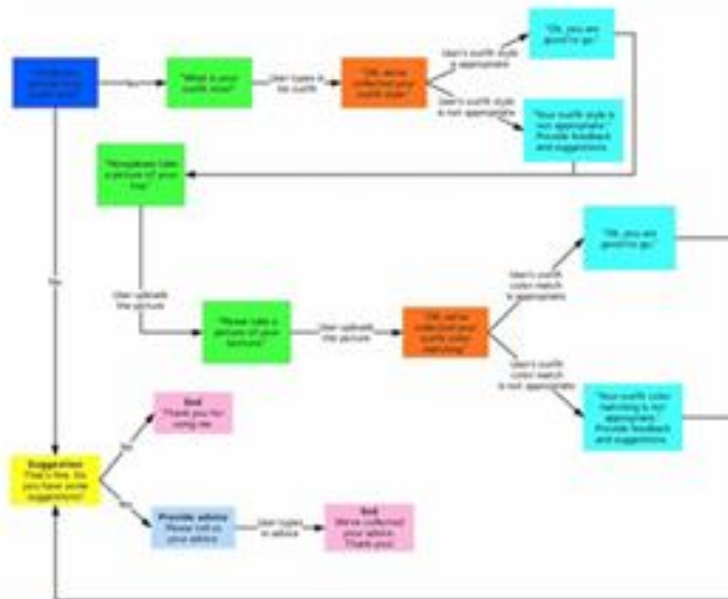 Yes
"What is your
outfit style?"
User types in
his outfit
"OK, we've
collected your
outfit style"
User's outfit style
is appropriate
"Ok, you are
good to go."
User's outfit style
is not appropriate
"Your outfit style is
not appropriate."
Provide feedback
and suggestions
take
a picture of your
top"
User uploads
the picture
"Please take a
picture of your
bottoms"
User uploads
the picture
"OK, we've
collected your
outfit color
matching"
User's outfit
color match
is appropriate
"Ok, you are
good to go."
User's outfit
color match
is not appropriate
"Your outfit color
matching is not
appropriate."
Provide feedback
and suggestions
No
Suggestion
That's fine. Do
you have some
suggestions?
No
End
Thank you for
using me
Yes
Provide advice
Please tell us
your advice
User types
in advice
End
We've collected
your advice.
Thank you!